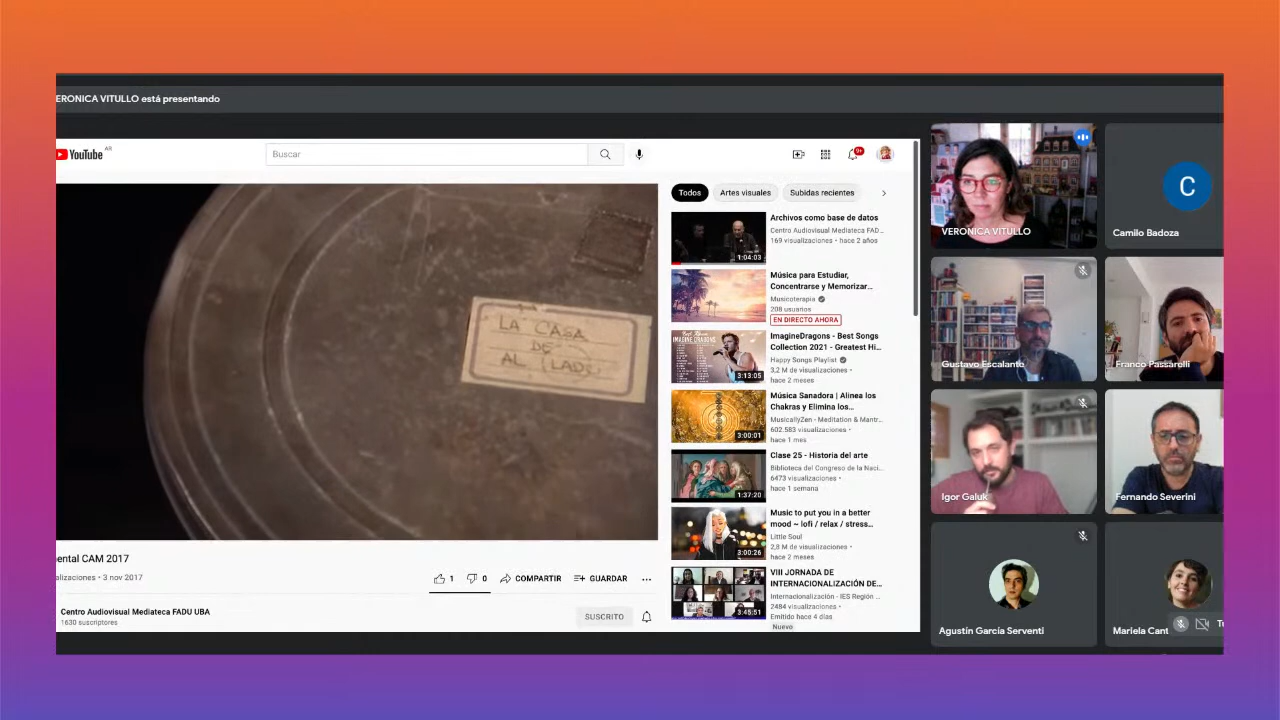 ERONICA VITULLO está presentando
YouTube AR
Buscar
9+
LA CASA
DE
AL LADO
ental CAM 2017
alizaciones • 3 nov 2017
1
0
COMPARTIR
GUARDAR
Centro Audiovisual Mediateca FADU UBA
1630 suscriptores
SUSCRITO
Todos
Artes visuales
Subidas recientes
Archivos como base de datos
Centro Audiovisual Mediateca FAD...
169 visualizaciones • hace 2 años
1:04:03
Música para Estudiar,
Concentrarse y Memorizar...
Musicoterapia
208 usuarios
EN DIRECTO AHORA
ImagineDragons - Best Songs
Collection 2021 - Greatest Hi...
Happy Songs Playlist
3,2 M de visualizaciones •
hace 2 meses
IMAGINE DRAGONS
3:13:05
Música Sanadora | Alinea los
Chakras y Elimina los...
MusicallyZen - Meditation & Mantr...
602.583 visualizaciones •
hace 1 mes
3:00:01
Clase 25 - Historia del arte
Biblioteca del Congreso de la Naci...
6473 visualizaciones •
hace 1 semana
1:37:20
Music to put you in a better
mood ~ lofi / relax / stress...
Little Soul
2,8 M de visualizaciones •
hace 2 meses
3:00:26
VIII JORNADA DE
INTERNACIONALIZACIÓN DE...
Internacionalización - IES Región ...
2484 visualizaciones •
Emitido hace 4 días
Nuevo
3:45:51
VERONICA VITULLO
C
Camilo Badoza
Gustavo Escalante
Franco Passarelli
Igor Galuk
Fernando Severini
Agustín García Serventi
Mariela Cant
Tú